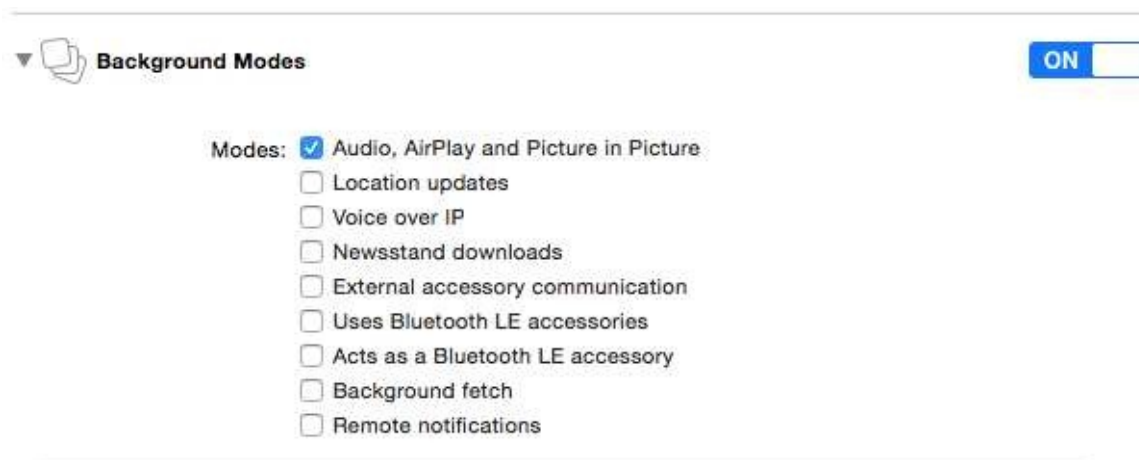 Background Modes
ON
Modes: Audio, AirPlay and Picture in Picture
Location updates
Voice over IP
Newsstand downloads
External accessory communication
Uses Bluetooth LE accessories
Acts as a Bluetooth LE accessory
Background fetch
Remote notifications